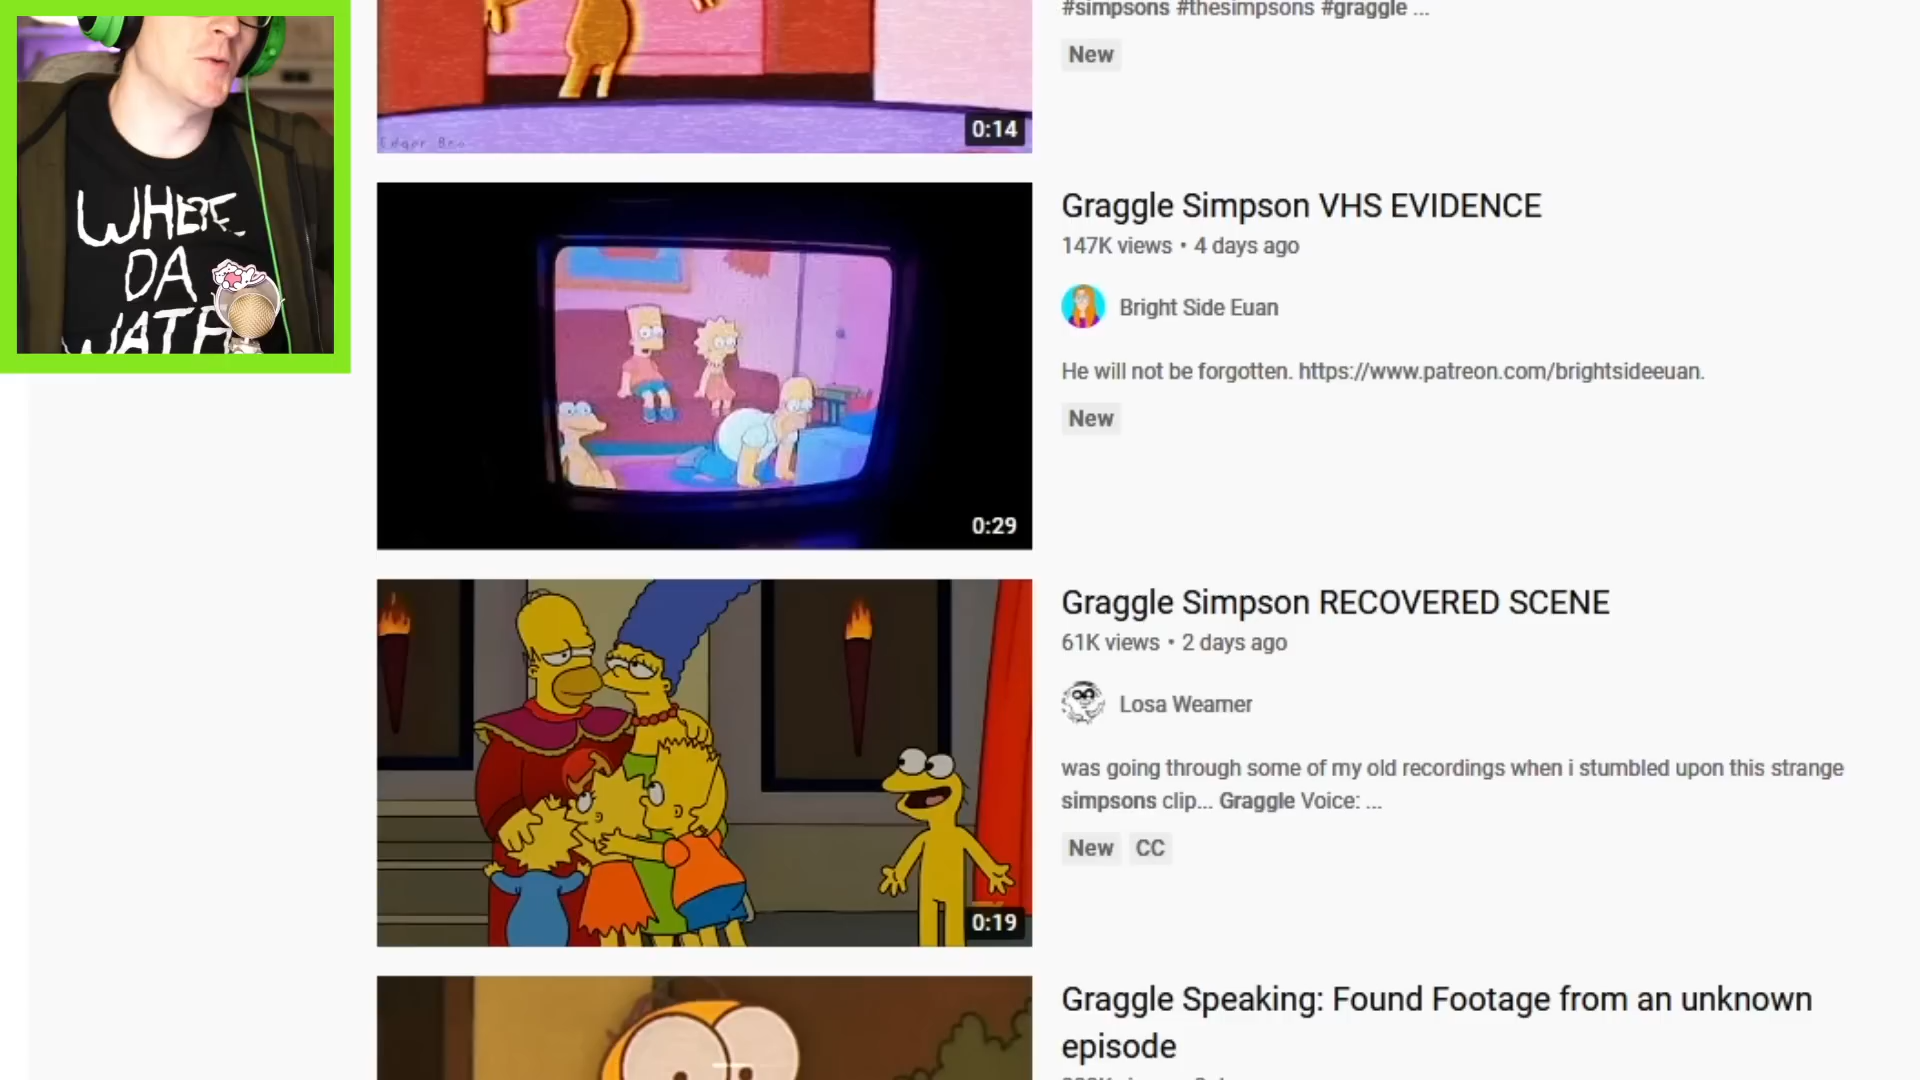 #simpsons #thesimpsons #graggle ...
New
0:14
Edgar Bro
WHERE
DA
Graggle Simpson VHS EVIDENCE
147K views • 4 days ago
Bright Side Euan
He will not be forgotten. https://www.patreon.com/brightsideeuan.
New
0:29
Graggle Simpson RECOVERED SCENE
61K views • 2 days ago
Losa Weamer
was going through some of my old recordings when i stumbled upon this strange
simpsons clip... Graggle Voice: ...
New CC
0:19
Graggle Speaking: Found Footage from an unknown
episode